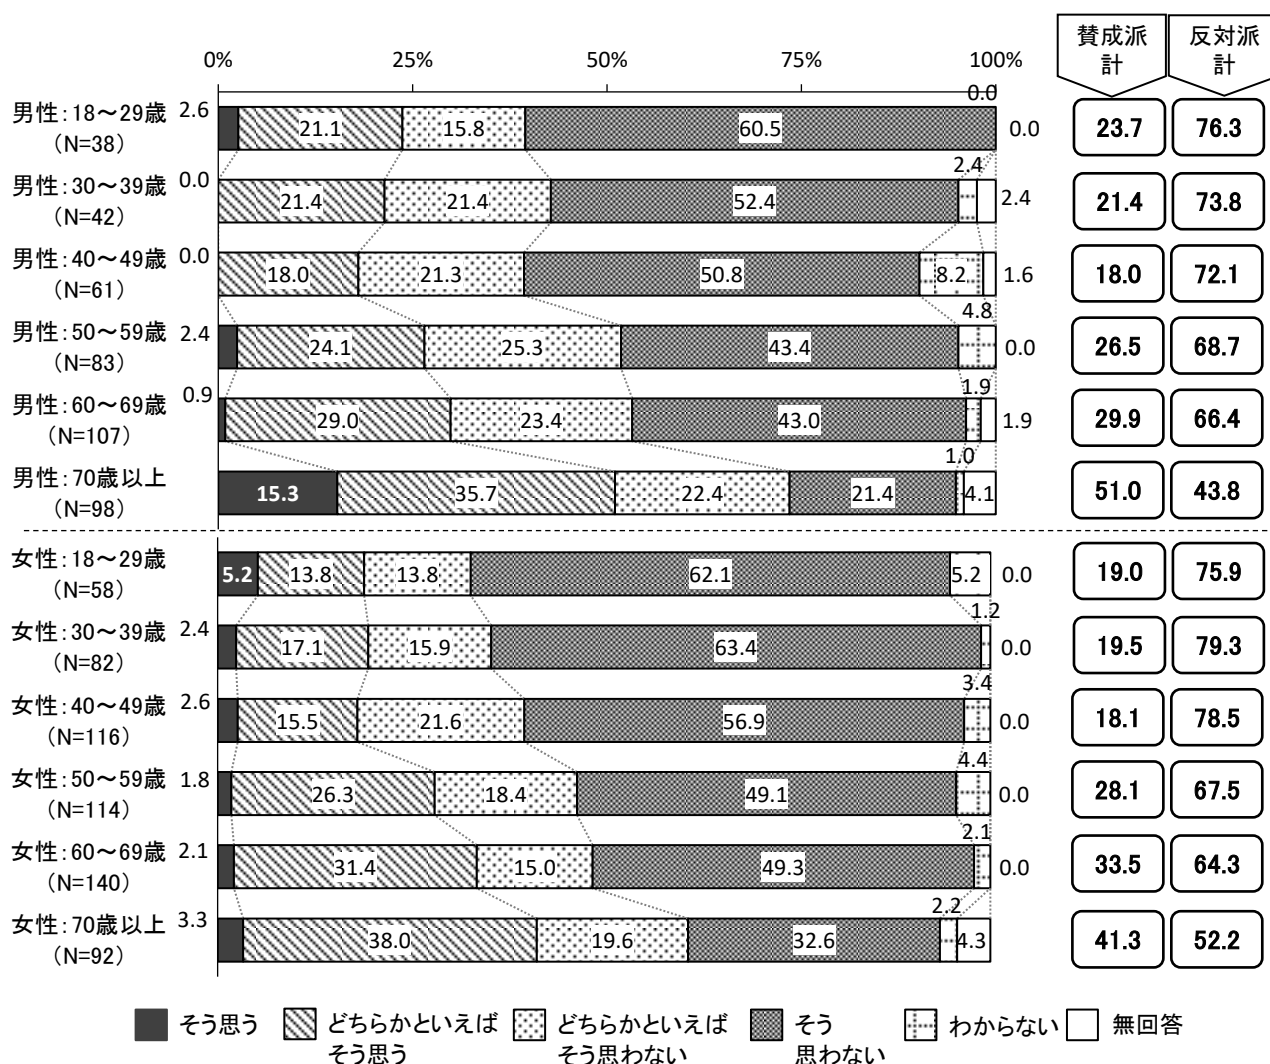 賛成派 反対派
計 計
0% 25% 50% 75% 100%
0.0
男性：18～29歳 2.6
(N=38)
21.1 15.8 60.5 0.0 23.7 76.3
2.4
男性：30～39歳 0.0
(N=42)
21.4 21.4 52.4 2.4 21.4 73.8
男性：40～49歳 0.0
(N=61)
18.0 21.3 50.8 8.2 1.6 18.0 72.1
4.8
男性：50～59歳 2.4
(N=83)
24.1 25.3 43.4 0.0 26.5 68.7
1.9
男性：60～69歳 0.9
(N=107)
29.0 23.4 43.0 1.9 29.9 66.4
1.0
男性：70歳以上
(N=98)
15.3 35.7 22.4 21.4 4.1 51.0 43.8
女性：18～29歳
(N=58)
5.2 13.8 13.8 62.1 5.2 0.0 19.0 75.9
1.2
女性：30～39歳 2.4
(N=82)
17.1 15.9 63.4 0.0 19.5 79.3
3.4
女性：40～49歳 2.6
(N=116)
15.5 21.6 56.9 0.0 18.1 78.5
4.4
女性：50～59歳 1.8
(N=114)
26.3 18.4 49.1 0.0 28.1 67.5
2.1
女性：60～69歳 2.1
(N=140)
31.4 15.0 49.3 0.0 33.5 64.3
2.2
女性：70歳以上 3.3
(N=92)
38.0 19.6 32.6 4.3 41.3 52.2
そう思う どちらかといえば どちらかといえば そう わからない 無回答
そう思う そう思わない 思わない